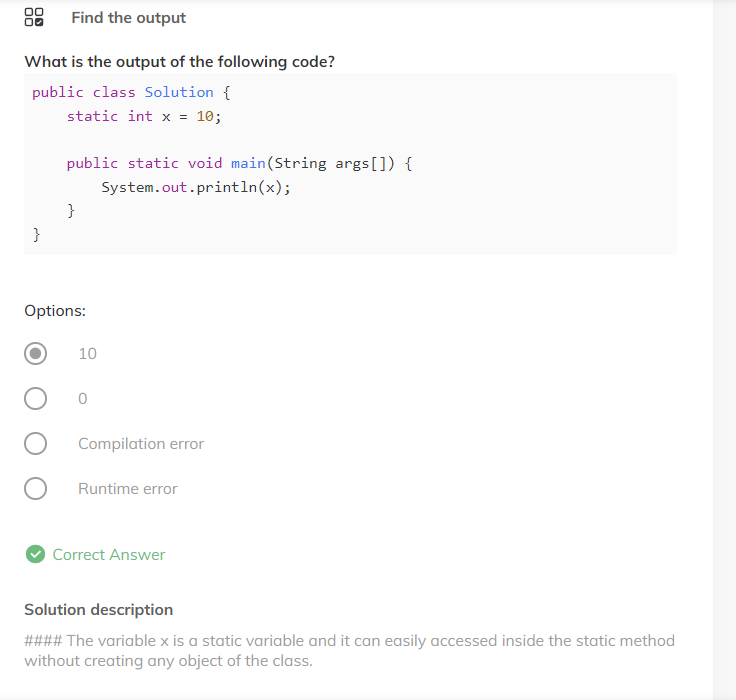 Find the output
What is the output of the following code?
public class Solution {
    static int x = 10;

    public static void main(String args[]) {
        System.out.println(x);
    }
}
Options:
10
0
Compilation error
Runtime error
Correct Answer
Solution description
#### The variable x is a static variable and it can easily accessed inside the static method
without creating any object of the class.